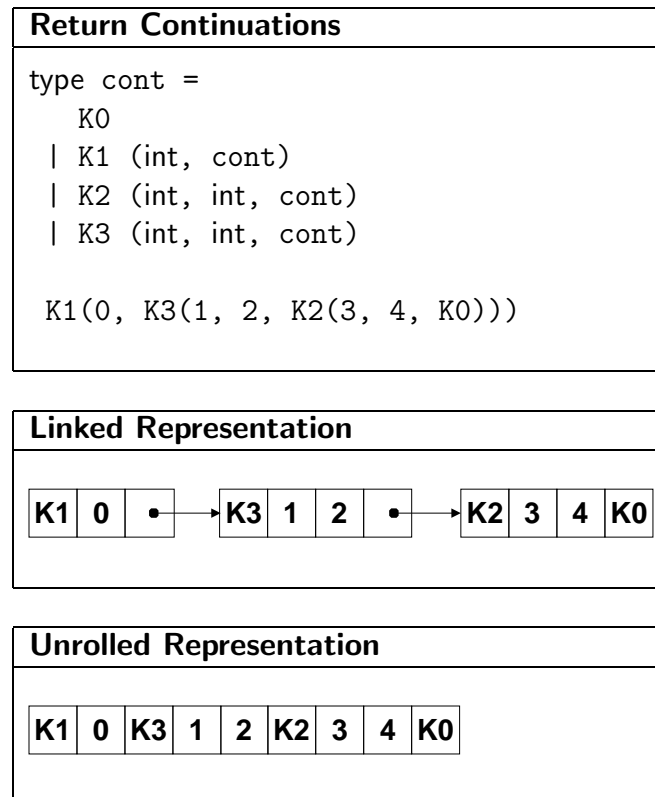 Return Continuations
type cont =
K0
| K1 (int, cont)
| K2 (int, int, cont)
| K3 (int, int, cont)
K1(0, K3(1, 2, K2(3, 4, K0)))
Linked Representation
K1 0 K3 1 2 K2 3 4 K0
Unrolled Representation
K1 0 K3 1 2 K2 3 4 K0